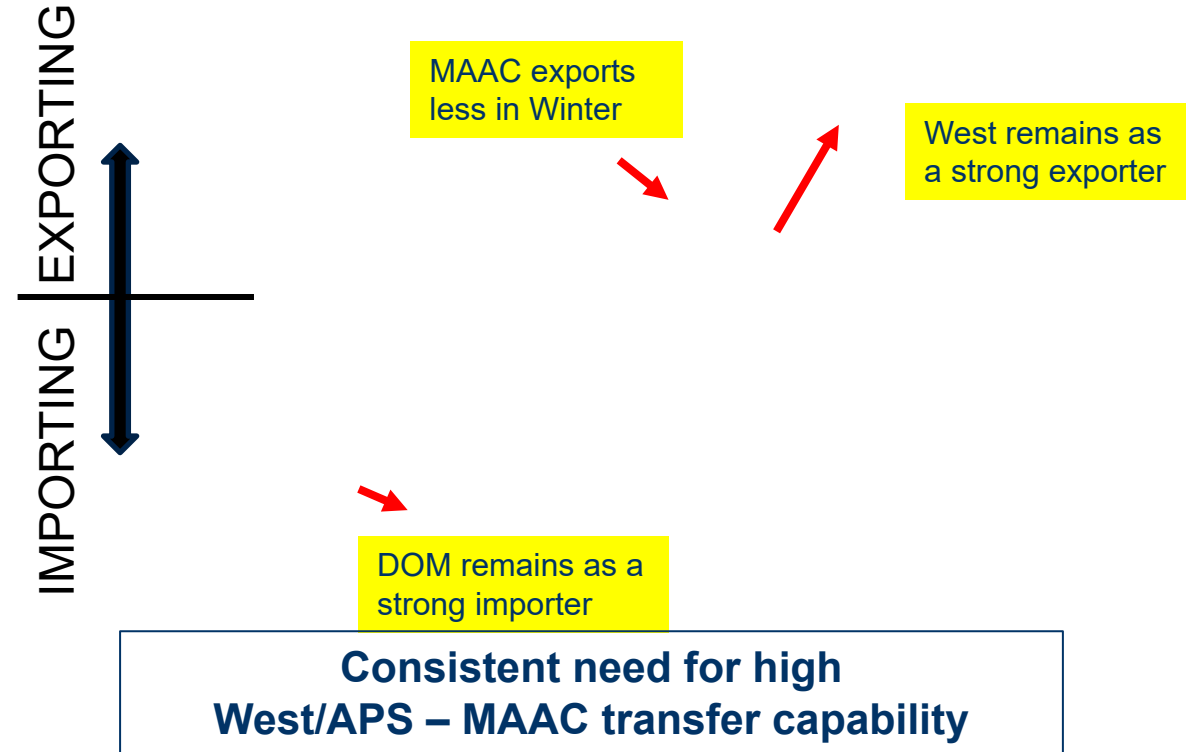 EXPORTING
IMPORTING
MAAC exports
less in Winter
West remains as
a strong exporter
DOM remains as a
strong importer
Consistent need for high
West/APS – MAAC transfer capability